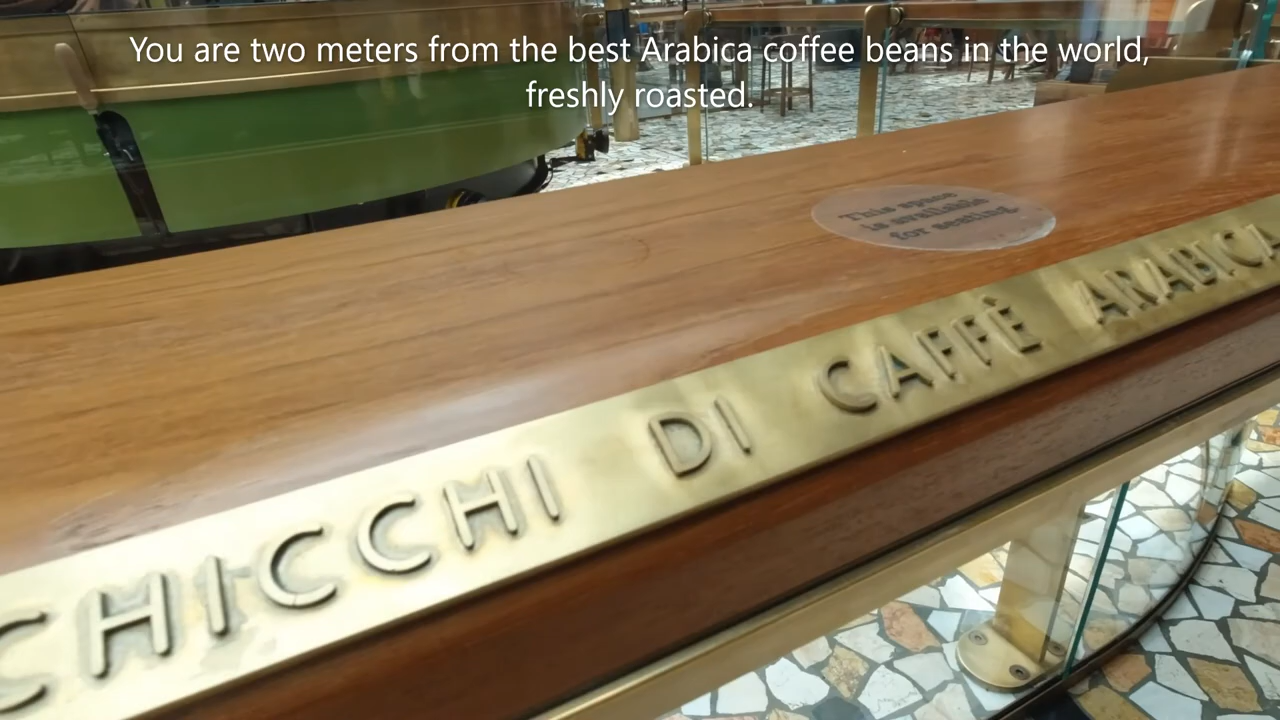 You are two meters from the best Arabica coffee beans in the world,
freshly roasted.
This space
is available
for seating.
CHICCHI DI CAFFÈ ARABICA